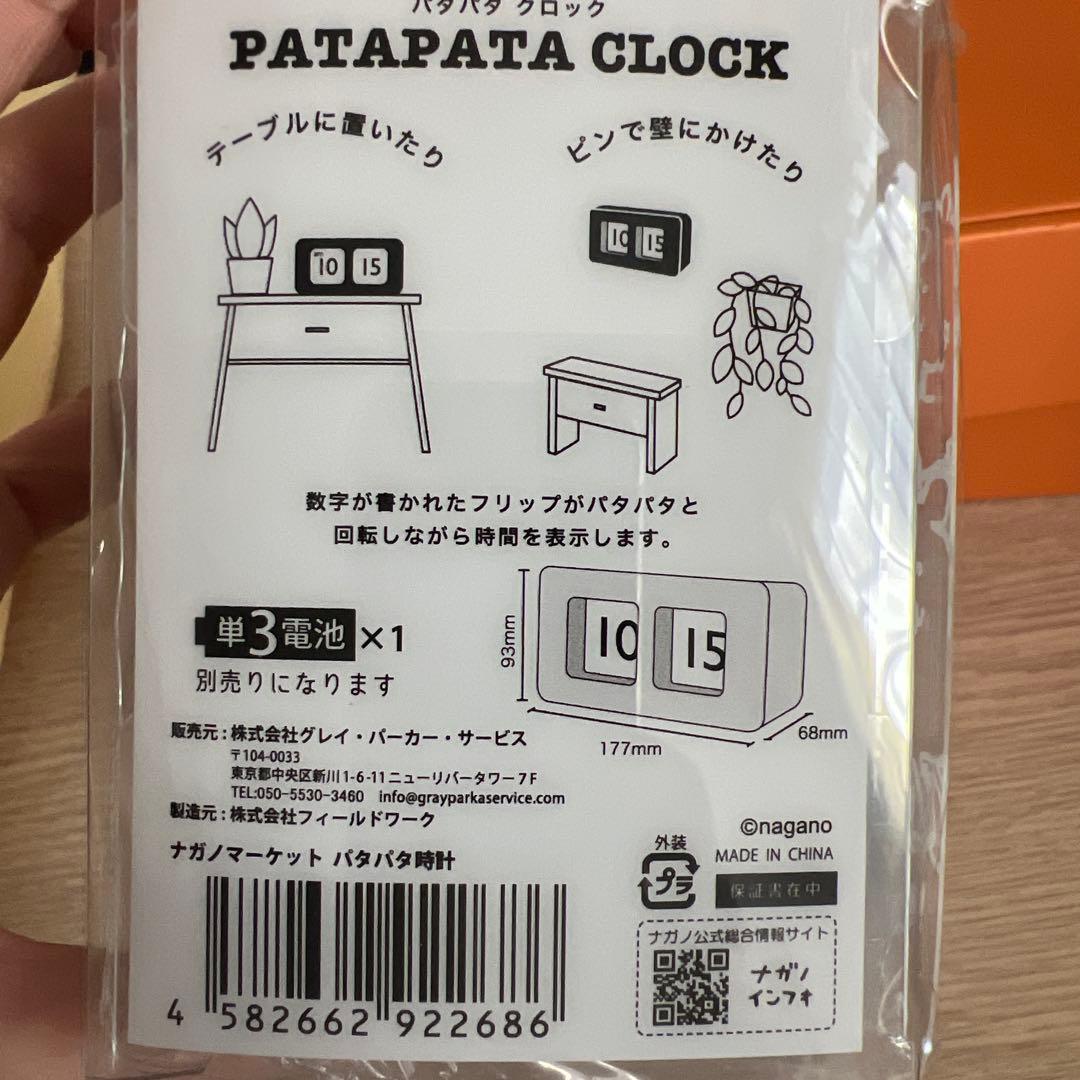 パタパタ クロック
PATAPATA CLOCK
テーブルに置いたり
ピンで壁にかけたり
10 15
10 15
数字が書かれたフリップがパタパタと
回転しながら時間を表示します。
単3電池×1
別売りになります
93mm
10 15
177mm
68mm
販売元:株式会社グレイ・パーカー・サービス
〒104-0033
東京都中央区新川1-6-11ニューリバータワー7F
TEL:050-5530-3460 info@grayparkaservice.com
製造元:株式会社フィールドワーク
ナガノマーケット パタパタ時計
©nagano
外装
プラ
MADE IN CHINA
保証書在中
ナガノ公式総合情報サイト
ナガノ
インフォ
4 582662 922686